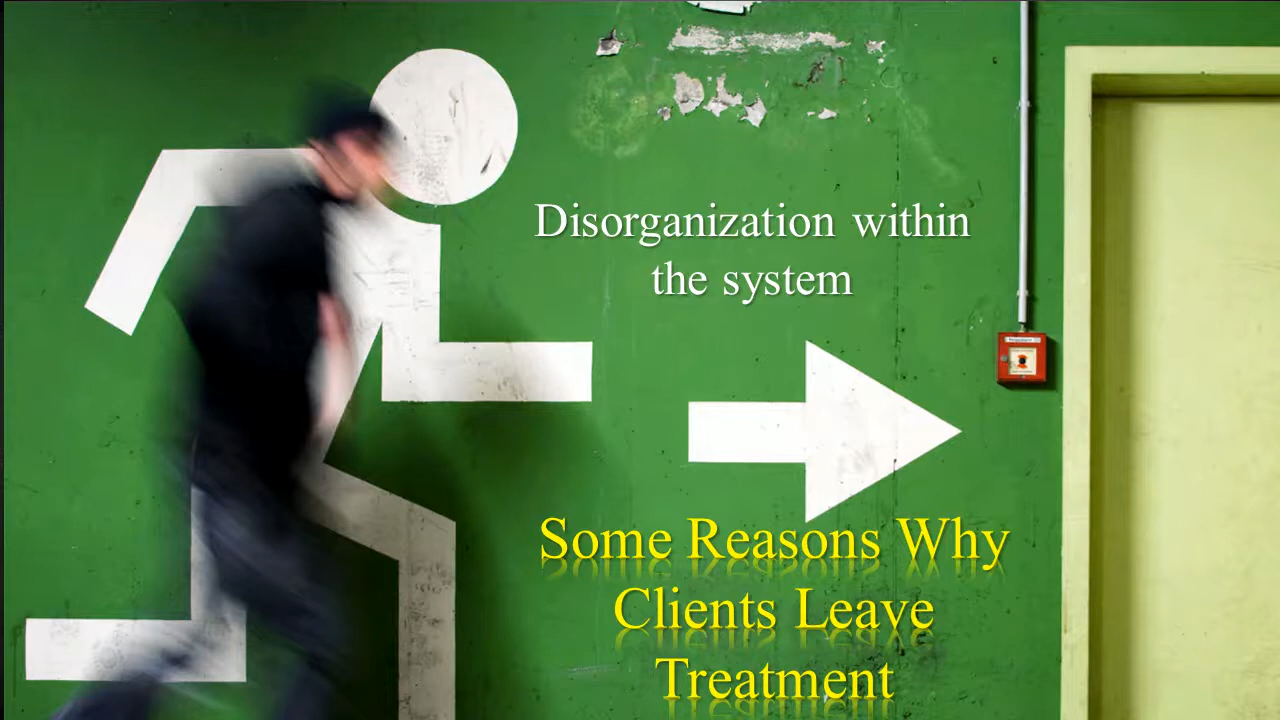 Disorganization within
the system
Some Reasons Why
Clients Leave
Treatment